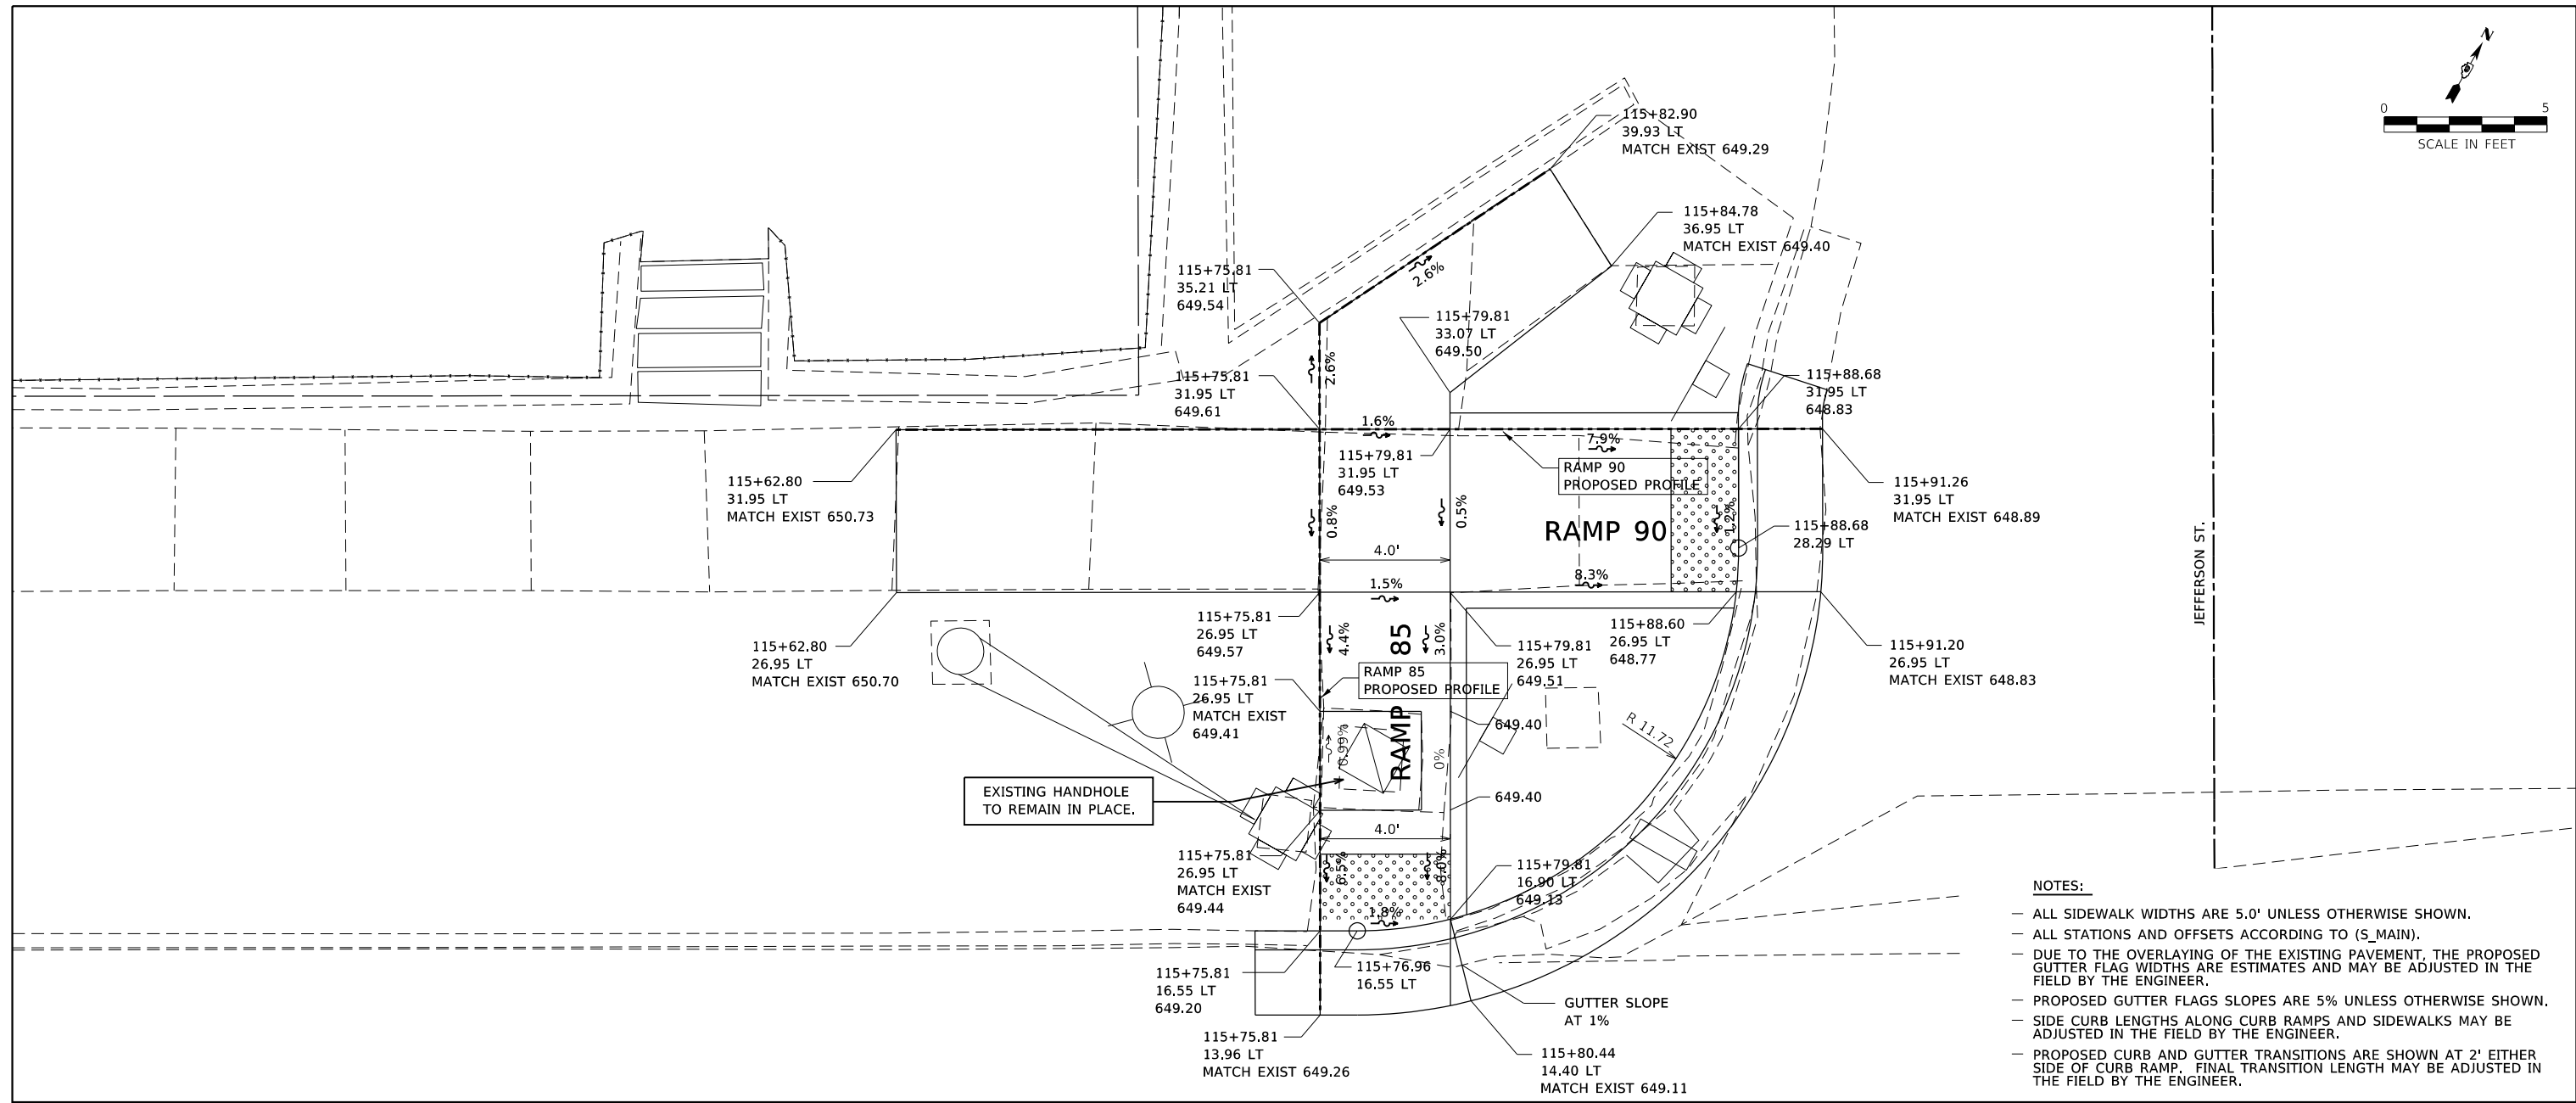 N
0 5
SCALE IN FEET
115+82.90
39.93 LT
MATCH EXIST 649.29
115+84.78
36.95 LT
MATCH EXIST 649.40
115+75.81
35.21 LT
649.54
2.6%
115+79.81
33.07 LT
649.50
2.6%
115+75.81
31.95 LT
649.61
115+88.68
31.95 LT
648.83
1.6%
7.9%
115+79.81
31.95 LT
649.53
RAMP 90
PROPOSED PROFILE
115+62.80
31.95 LT
MATCH EXIST 650.73
115+91.26
31.95 LT
MATCH EXIST 648.89
0.8%
0.5%
1.2%
RAMP 90
115+88.68
28.29 LT
JEFFERSON ST.
4.0'
1.5%
8.3%
115+75.81
26.95 LT
649.57
115+88.60
26.95 LT
648.77
115+62.80
26.95 LT
MATCH EXIST 650.70
4.4%
3.0%
115+79.81
26.95 LT
649.51
115+91.20
26.95 LT
MATCH EXIST 648.83
RAMP 85
PROPOSED PROFILE
RAMP 85
115+75.81
26.95 LT
MATCH EXIST
649.41
649.40
R 11.72
0.99%
0%
EXISTING HANDHOLE
TO REMAIN IN PLACE.
649.40
4.0'
115+75.81
26.95 LT
MATCH EXIST
649.44
6.5%
8.0%
115+79.81
16.90 LT
649.13
1.8%
115+75.81
16.55 LT
649.20
115+76.96
16.55 LT
GUTTER SLOPE
AT 1%
115+75.81
13.96 LT
MATCH EXIST 649.26
115+80.44
14.40 LT
MATCH EXIST 649.11
NOTES:
— ALL SIDEWALK WIDTHS ARE 5.0' UNLESS OTHERWISE SHOWN.
— ALL STATIONS AND OFFSETS ACCORDING TO (S_MAIN).
— DUE TO THE OVERLAYING OF THE EXISTING PAVEMENT, THE PROPOSED
GUTTER FLAG WIDTHS ARE ESTIMATES AND MAY BE ADJUSTED IN THE
FIELD BY THE ENGINEER.
— PROPOSED GUTTER FLAGS SLOPES ARE 5% UNLESS OTHERWISE SHOWN.
— SIDE CURB LENGTHS ALONG CURB RAMPS AND SIDEWALKS MAY BE
ADJUSTED IN THE FIELD BY THE ENGINEER.
— PROPOSED CURB AND GUTTER TRANSITIONS ARE SHOWN AT 2' EITHER
SIDE OF CURB RAMP. FINAL TRANSITION LENGTH MAY BE ADJUSTED IN
THE FIELD BY THE ENGINEER.